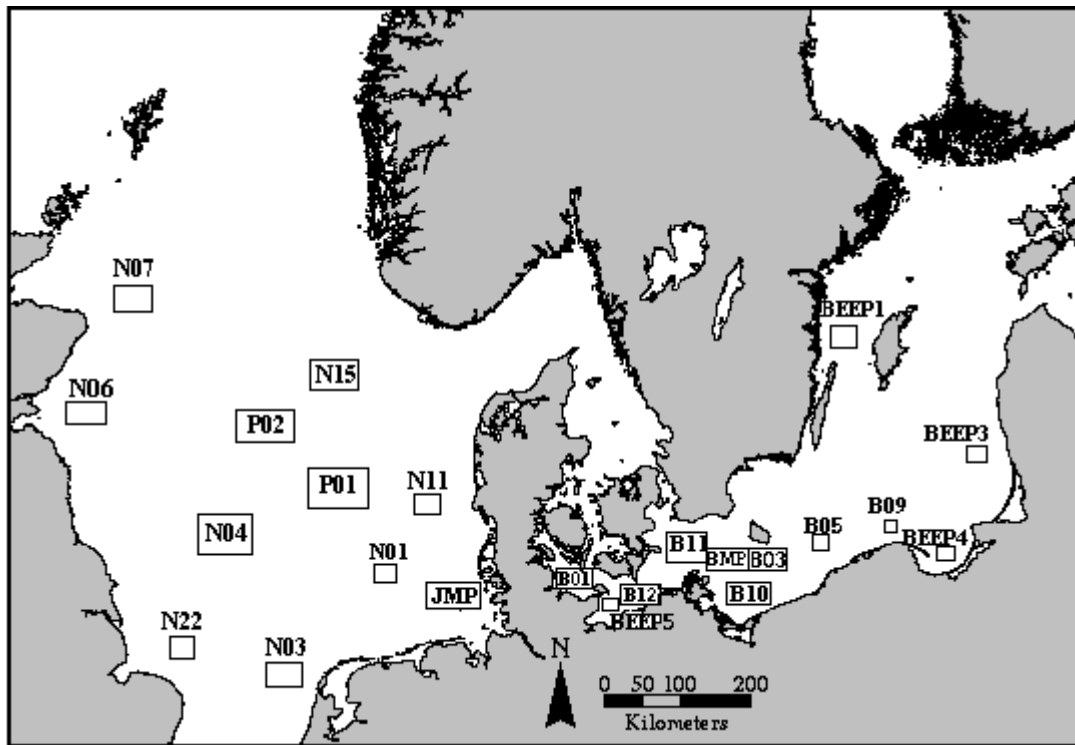 N07
BEEP1
N15
N06
P02
BEEP3
P01
N11
N04
B09
B05
B11
BEEP4
BMP
B03
N01
B01
JMP
B12
B10
BEEP5
N22
N
N03
0 50 100 200
Kilometers